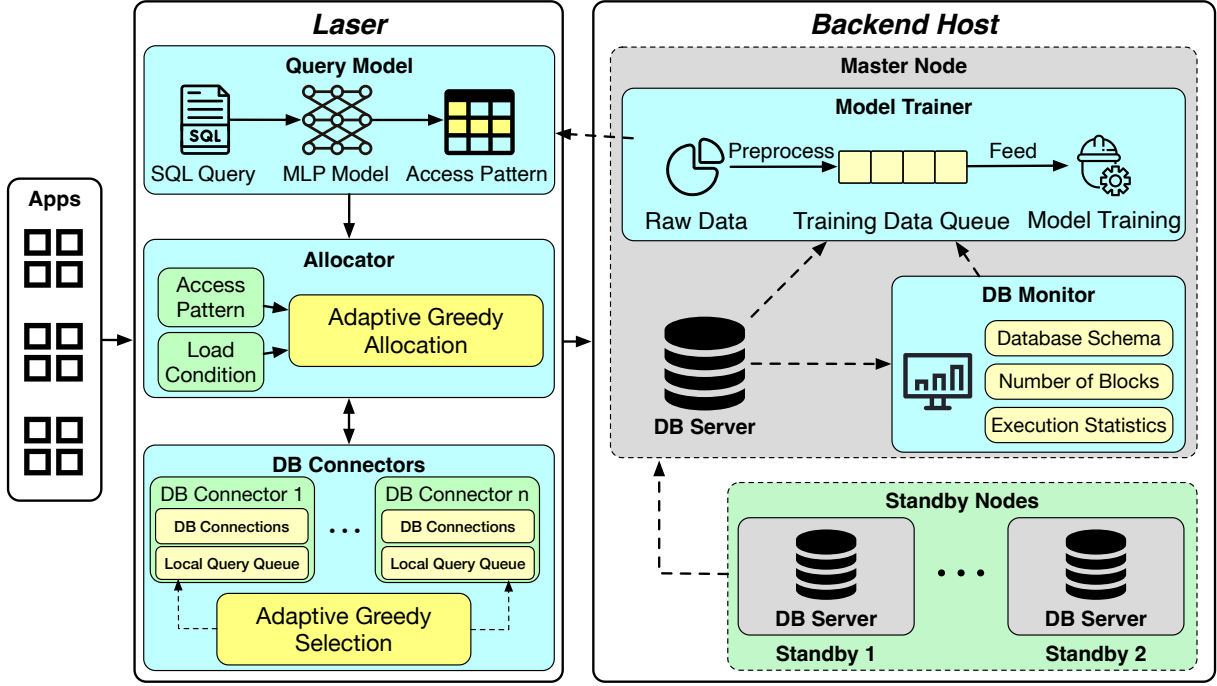 Laser
Query Model
SQL
SQL Query
MLP Model
Access Pattern
Apps
Allocator
Access
Pattern
Load
Condition
Adaptive Greedy
Allocation
DB Connectors
DB Connector 1
DB Connections
Local Query Queue
...
DB Connector n
DB Connections
Local Query Queue
Adaptive Greedy
Selection
Backend Host
Master Node
Model Trainer
Preprocess
Feed
Raw Data
Training Data Queue
Model Training
DB Server
DB Monitor
Database Schema
Number of Blocks
Execution Statistics
Standby Nodes
DB Server
...
DB Server
Standby 1
Standby 2